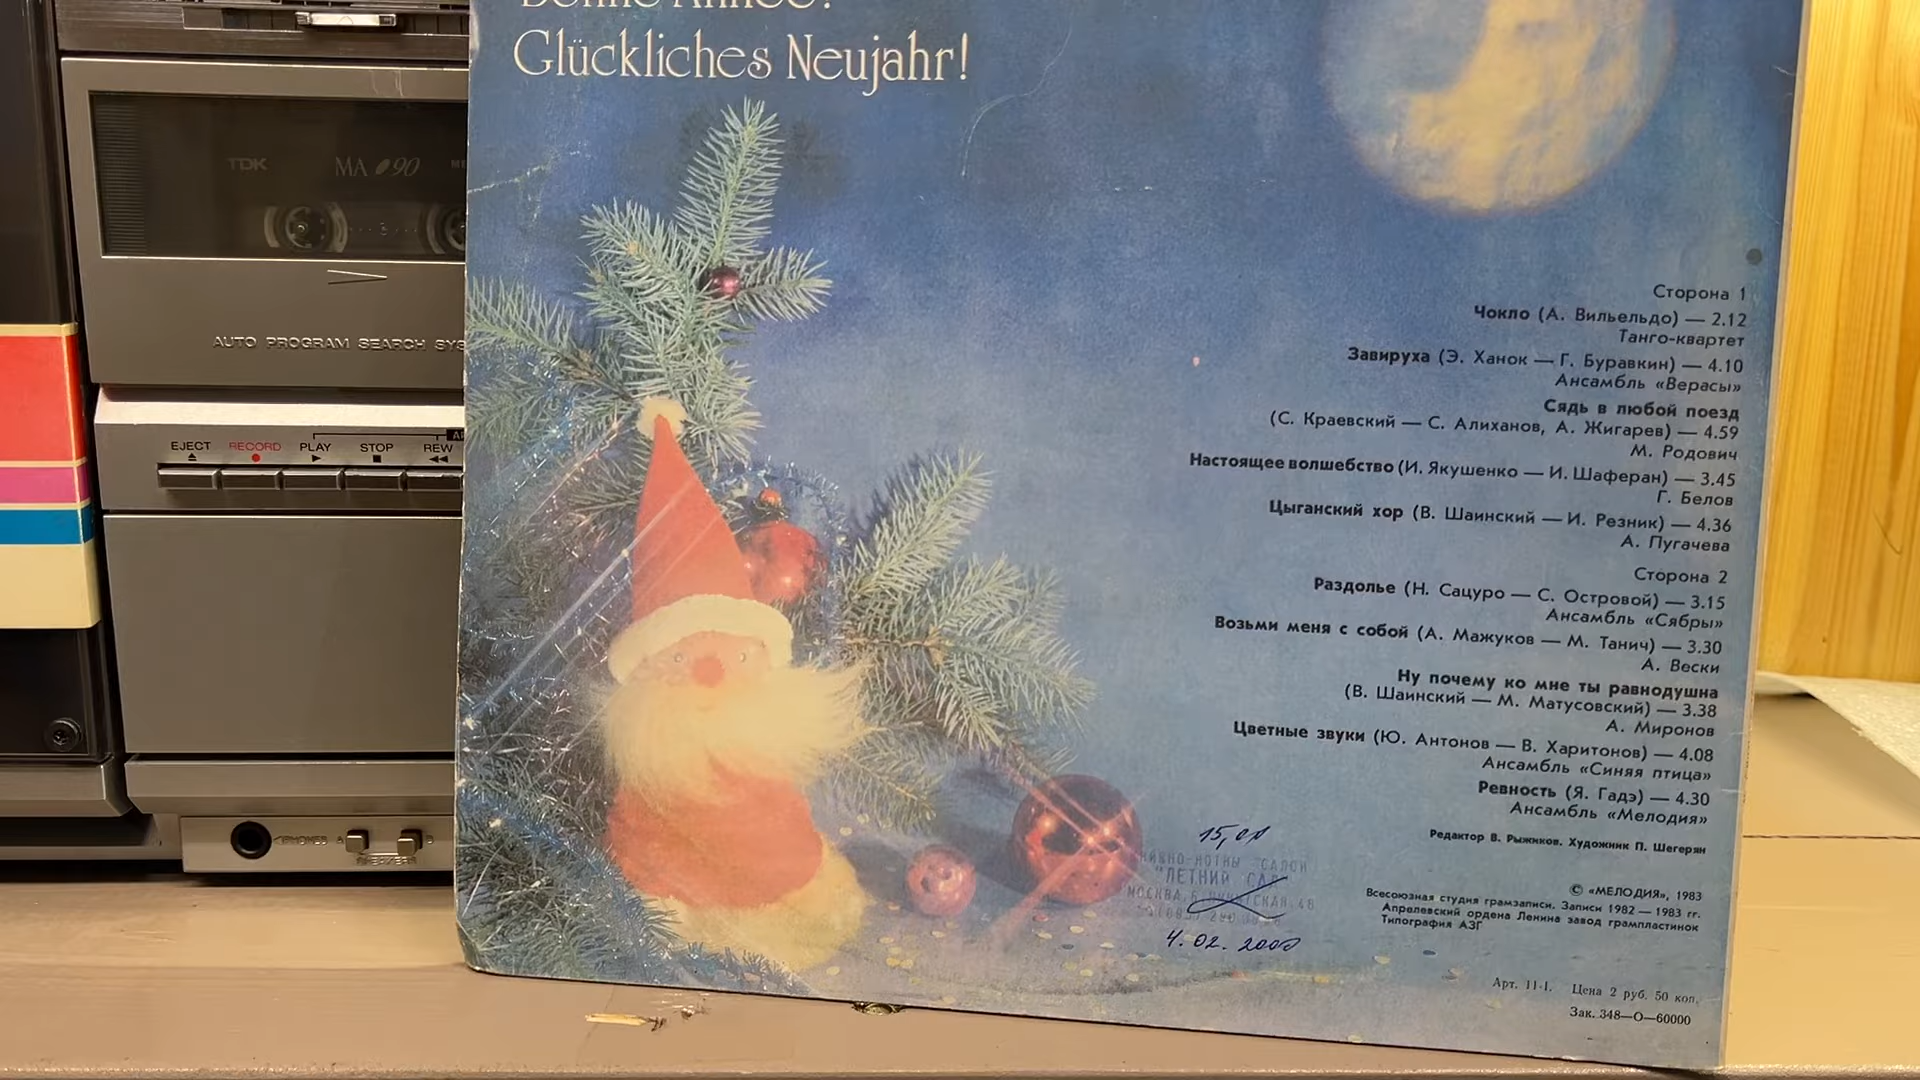 Bonne Année!
Glückliches Neujahr!
TDK
MA 90
AUTO PROGRAM SEARCH
EJECT RECORD PLAY STOP REW
Сторона 1
Чокло (А. Вильельдо) — 2.12
Танго-квартет
Завируха (Э. Ханок — Г. Буравкин) — 4.10
Ансамбль «Верасы»
Сядь в любой поезд
(С. Краевский — С. Алиханов, А. Жигарев) — 4.59
М. Родович
Настоящее волшебство (И. Якушенко — И. Шаферан) — 3.45
Г. Белов
Цыганский хор (В. Шаинский — И. Резник) — 4.36
А. Пугачева
Сторона 2
Раздолье (Н. Сацуро — С. Островой) — 3.15
Ансамбль «Сябры»
Возьми меня с собой (А. Мажуков — М. Танич) — 3.30
А. Вески
Ну почему ко мне ты равнодушна
(В. Шаинский — М. Матусовский) — 3.38
А. Миронов
Цветные звуки (Ю. Антонов — В. Харитонов) — 4.08
Ансамбль «Синяя птица»
Ревность (Я. Гадэ) — 4.30
Ансамбль «Мелодия»
Редактор В. Рыжиков. Художник П. Шегерян
© «МЕЛОДИЯ», 1983
Всесоюзная студия грамзаписи. Записи 1982 — 1983 гг.
Апрелевский ордена Ленина завод грампластинок
Типография АЗГ
САЛОН
"ЛЕТНИЙ САД"
МОСКВА
4.02.2000
Арт. 11-1. Цена 2 руб. 50 коп.
Зак. 348—О—60000